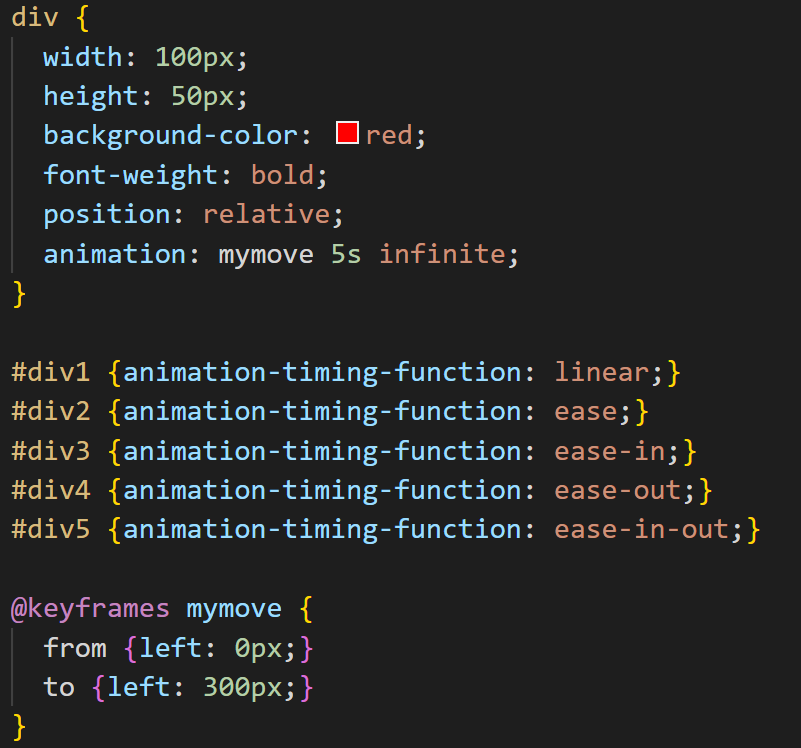 div {
  width: 100px;
  height: 50px;
  background-color: red;
  font-weight: bold;
  position: relative;
  animation: mymove 5s infinite;
}

#div1 {animation-timing-function: linear;}
#div2 {animation-timing-function: ease;}
#div3 {animation-timing-function: ease-in;}
#div4 {animation-timing-function: ease-out;}
#div5 {animation-timing-function: ease-in-out;}

@keyframes mymove {
  from {left: 0px;}
  to {left: 300px;}
}